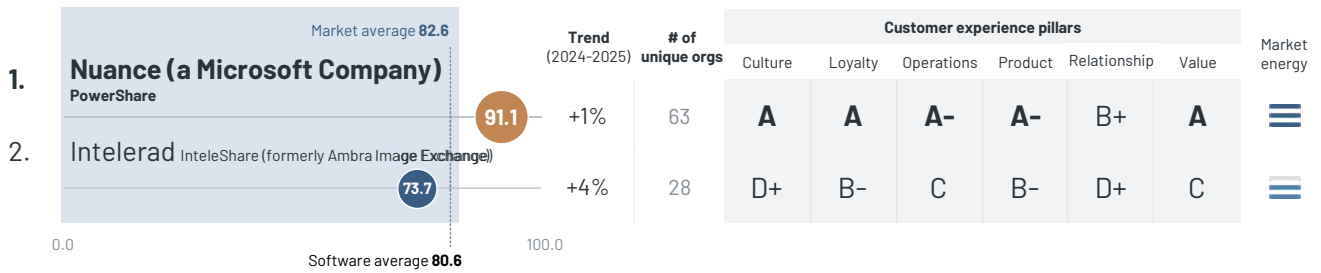 Market average 82.6
Trend
(2024-2025)
# of
unique orgs
Customer experience pillars
Culture Loyalty Operations Product Relationship Value
Market
energy
1. Nuance (a Microsoft Company)
PowerShare
91.1 +1% 63 A A A- A- B+ A
2. Intelerad InteleShare (formerly Ambra Image Exchange)
73.7 +4% 28 D+ B- C B- D+ C
0.0 100.0
Software average 80.6